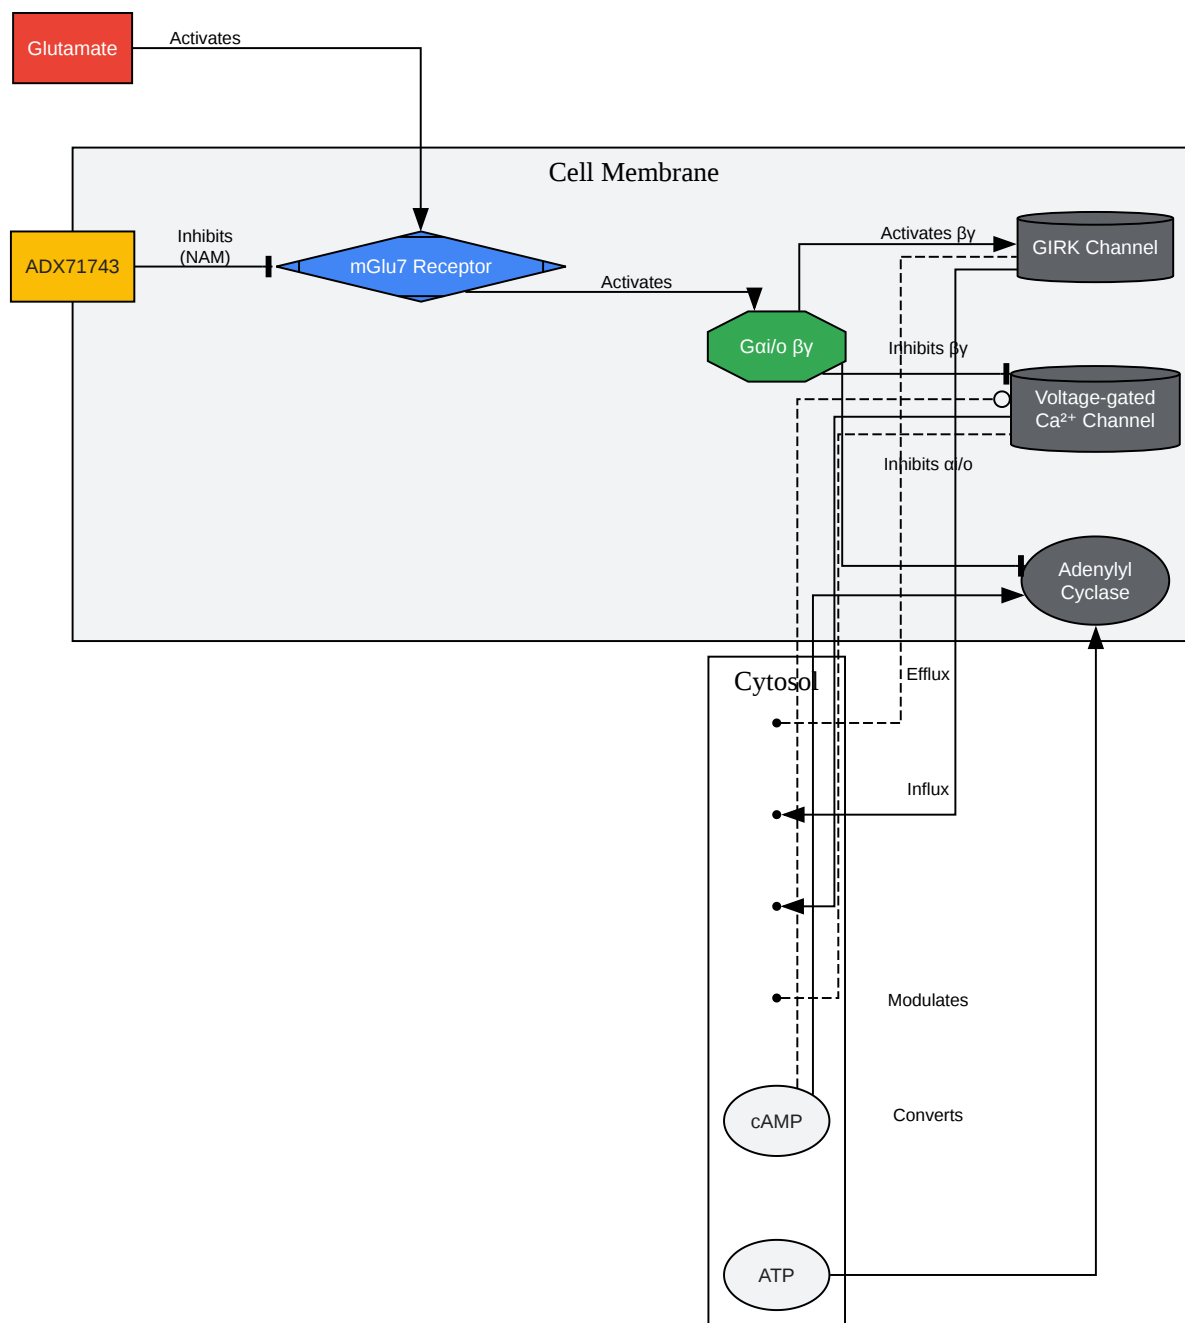 Glutamate
Activates
Cell Membrane
ADX71743
Inhibits
(NAM)
mGlu7 Receptor
Activates
Gαi/o βγ
Activates βγ
GIRK Channel
Inhibits βγ
Voltage-gated
Ca²⁺ Channel
Inhibits αi/o
Adenylyl
Cyclase
Cytosol
Efflux
Influx
Modulates
cAMP
Converts
ATP